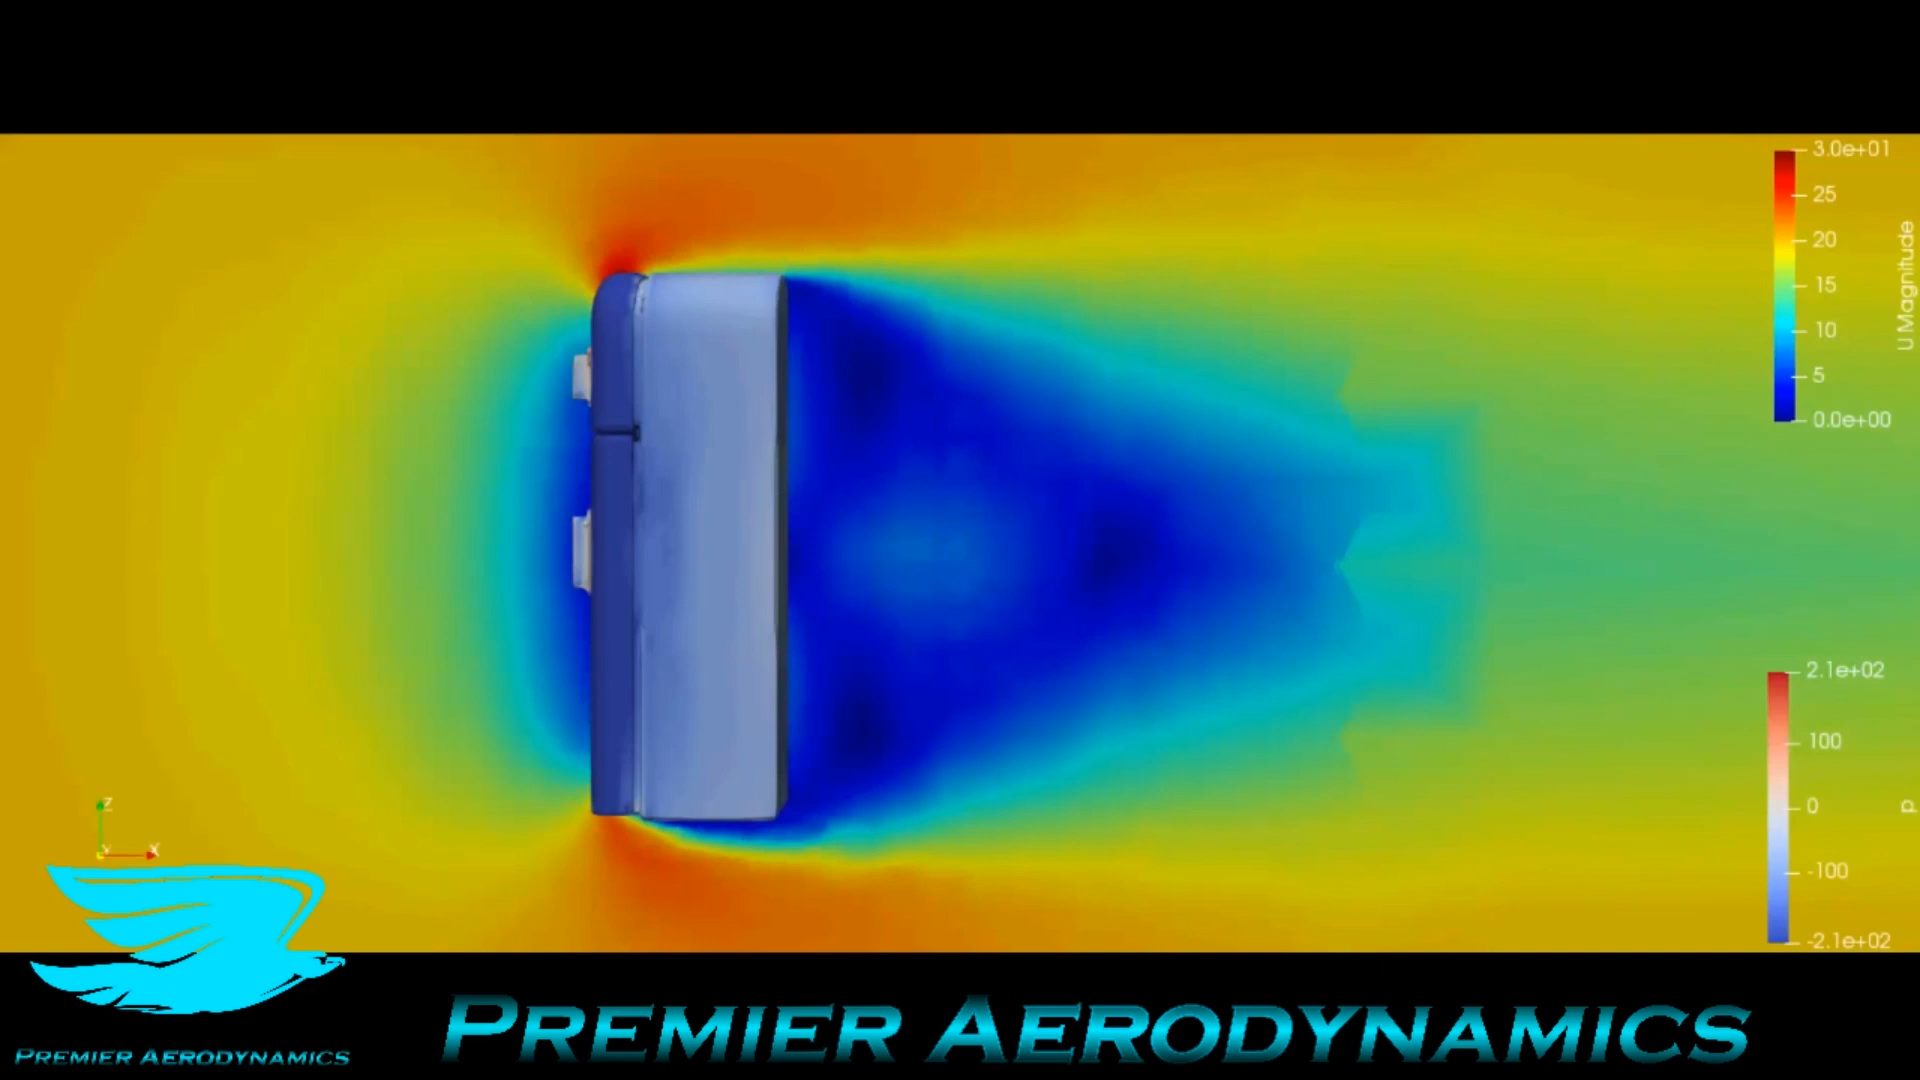 3.0e+01
25
20
15
10
5
0.0e+00
U Magnitude
2.1e+02
100
0
-100
-2.1e+02
p
Z
Y
X
PREMIER AERODYNAMICS
PREMIER AERODYNAMICS